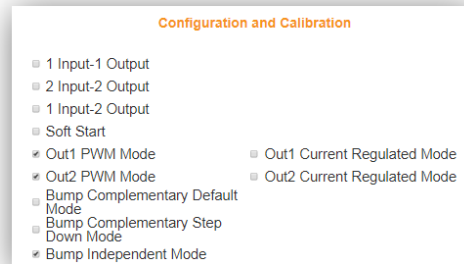 Configuration and Calibration
1 Input-1 Output
2 Input-2 Output
1 Input-2 Output
Soft Start
Out1 PWM Mode
Out1 Current Regulated Mode
Out2 PWM Mode
Out2 Current Regulated Mode
Bump Complementary Default
Mode
Bump Complementary Step
Down Mode
Bump Independent Mode